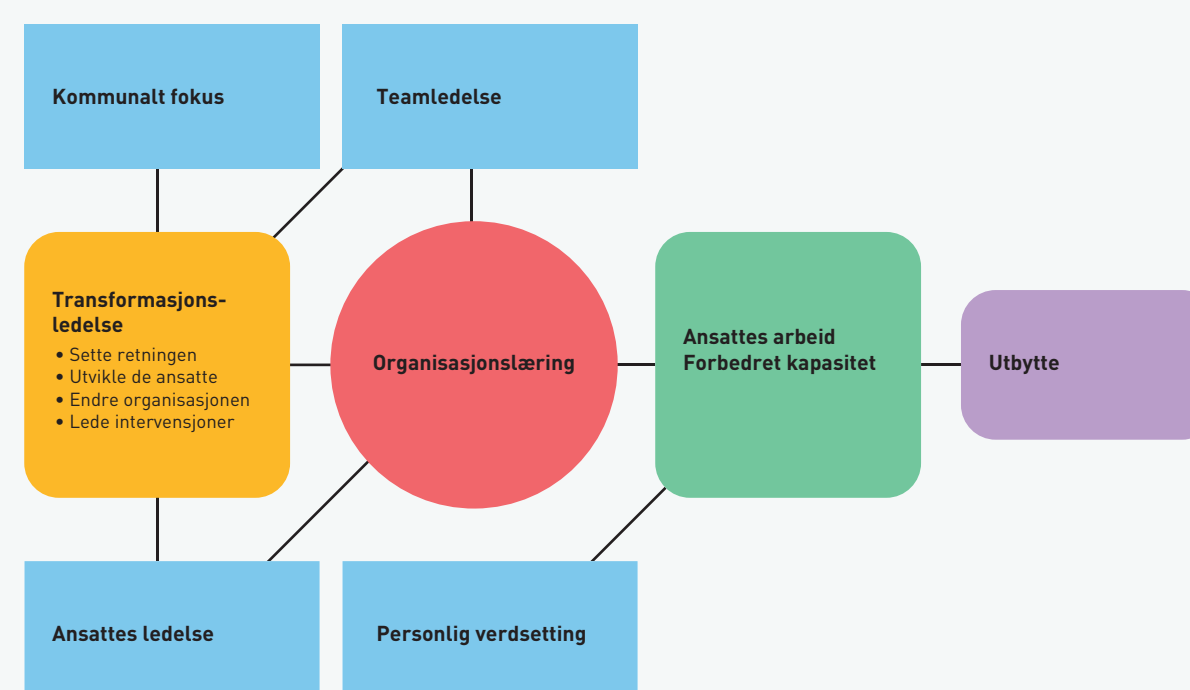 Kommunalt fokus
Teamledelse
Transformasjons-
ledelse
• Sette retningen
• Utvikle de ansatte
• Endre organisasjonen
• Lede intervensjoner
Organisasjonslæring
Ansattes arbeid
Forbedret kapasitet
Utbytte
Ansattes ledelse
Personlig verdsetting